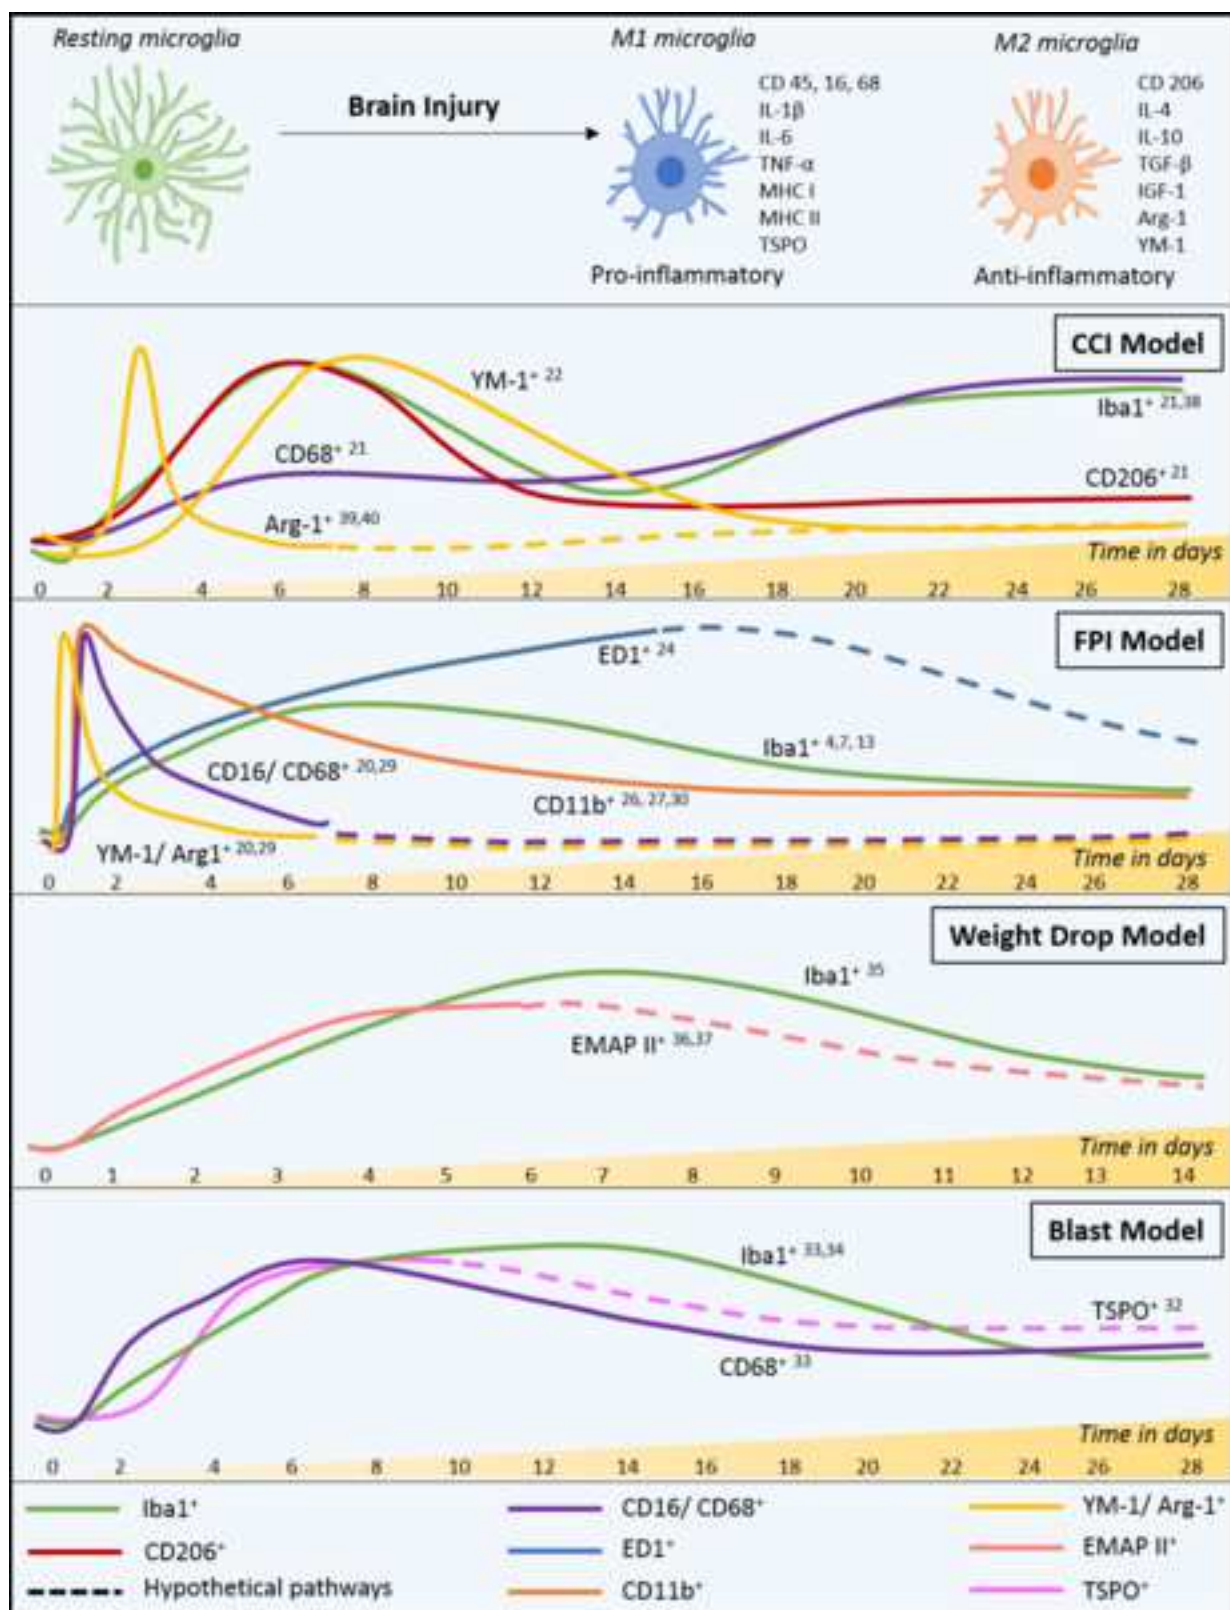 Resting microglia
Brain Injury
M1 microglia
CD 45, 16, 68
IL-1β
IL-6
TNF-α
MHC I
MHC II
TSPO
Pro-inflammatory
M2 microglia
CD 206
IL-4
IL-10
TGF-β
IGF-1
Arg-1
YM-1
Anti-inflammatory
CCI Model
YM-1⁺ ²²
Iba1⁺ ²¹,³⁸
CD68⁺ ²¹
CD206⁺ ²¹
Arg-1⁺ ³⁹,⁴⁰
Time in days
0 2 4 6 8 10 12 14 16 18 20 22 24 26 28
FPI Model
ED1⁺ ²⁴
Iba1⁺ ⁴,⁷, ¹³
CD16/ CD68⁺ ²⁰,²⁹
CD11b⁺ ²⁶, ²⁷,³⁰
YM-1/ Arg1⁺ ²⁰,²⁹
Time in days
0 2 4 6 8 10 12 14 16 18 20 22 24 26 28
Weight Drop Model
Iba1⁺ ³⁵
EMAP II⁺ ³⁶,³⁷
Time in days
0 1 2 3 4 5 6 7 8 9 10 11 12 13 14
Blast Model
Iba1⁺ ³³,³⁴
TSPO⁺ ³²
CD68⁺ ³³
Time in days
0 2 4 6 8 10 12 14 16 18 20 22 24 26 28
Iba1⁺ CD16/ CD68⁺ YM-1/ Arg-1⁺
CD206⁺ ED1⁺ EMAP II⁺
Hypothetical pathways CD11b⁺ TSPO⁺